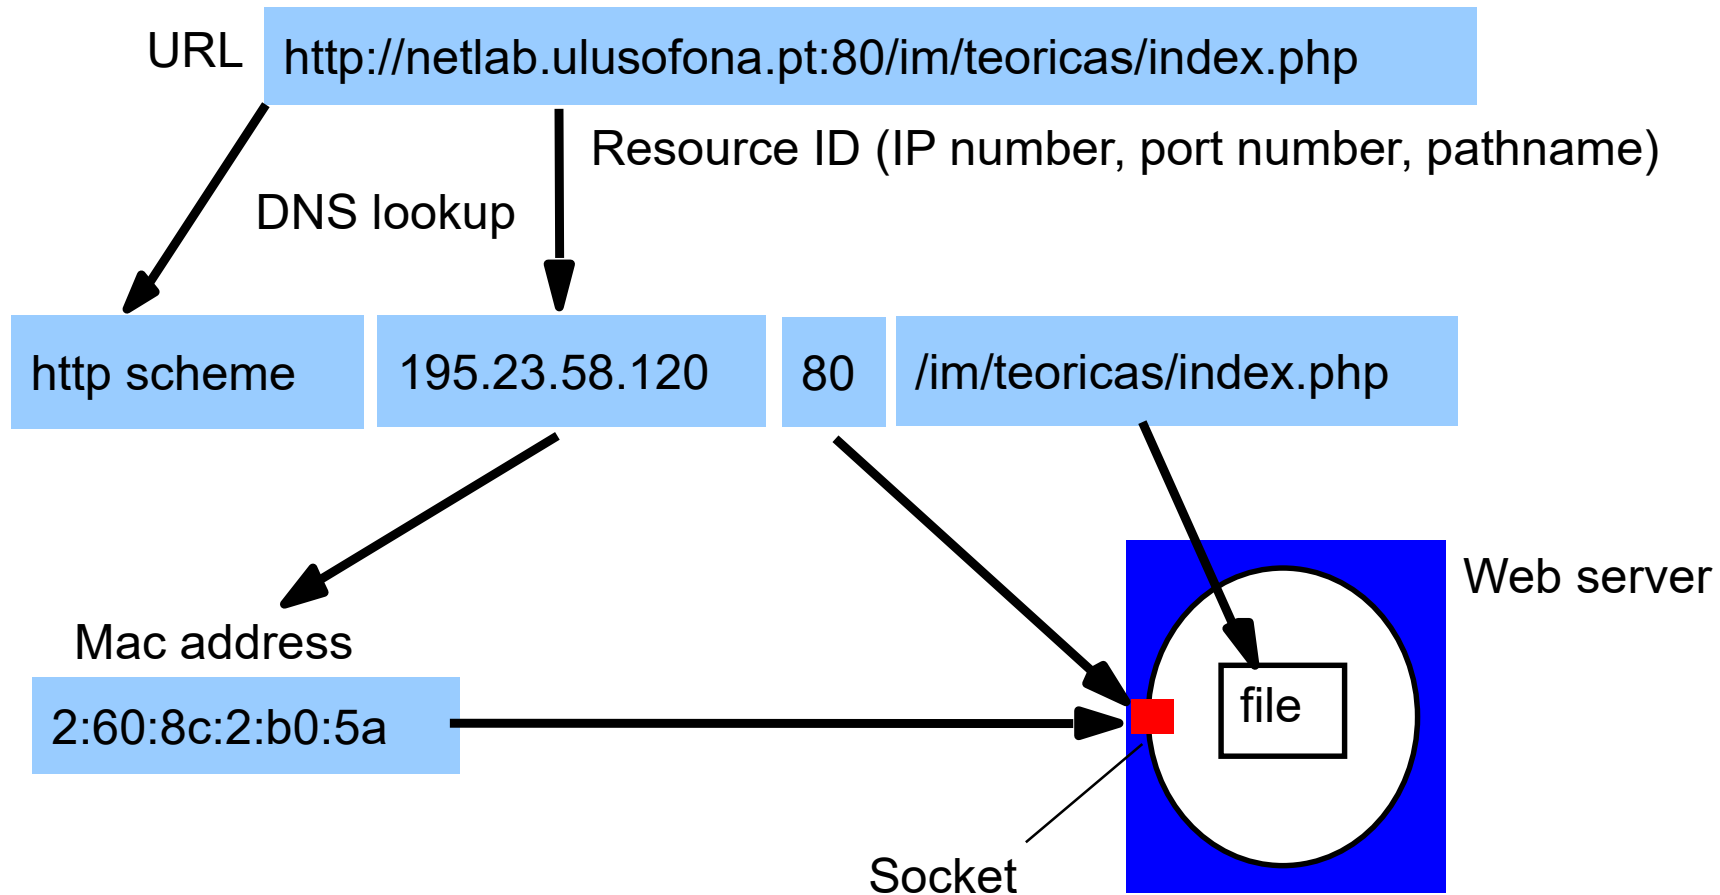 URL
http://netlab.ulusofona.pt:80/im/teoricas/index.php
Resource ID (IP number, port number, pathname)
DNS lookup
http scheme
195.23.58.120
80
/im/teoricas/index.php
Web server
Mac address
2:60:8c:2:b0:5a
file
Socket